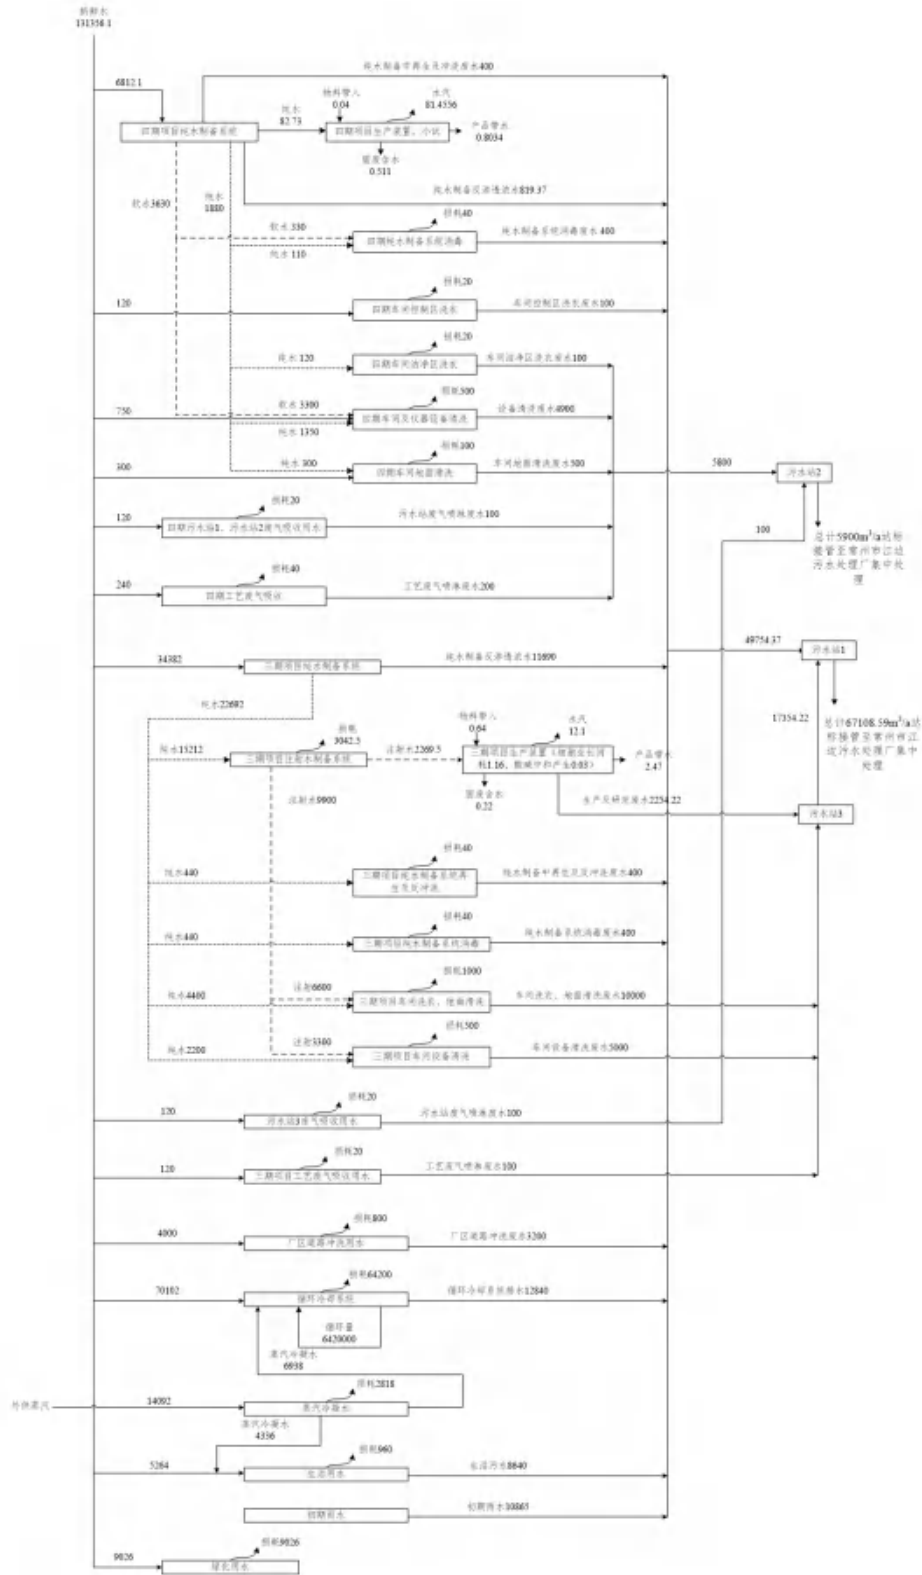 新鲜水
131356.1
纯水制备中再生及冲洗废水400
6812.1
纯水
82.73
物料带入
0.04
水汽
81.4556
产品带水
0.8034
四期项目纯水制备系统
四期项目生产装置、小试
固废含水
0.511
纯水制备反渗透浓水819.37
软水3630
纯水
1880
损耗40
软水330
纯水110
四期纯水制备系统消毒
纯水制备系统消毒废水 400
损耗20
120
四期车间控制区洗衣
车间控制区洗衣废水100
损耗20
纯水 120
四期车间洁净区洗衣
车间洁净区洗衣废水100
损耗500
软水 3300
750
四期车间及仪器设备清洗
设备清洗废水4900
纯水 1350
损耗100
纯水 300
300
四期车间地面清洗
车间地面清洗废水500
5800
污水站2
损耗20
120
四期污水站1、污水站2废气吸收用水
污水站废气喷淋废水100
100
总计5900m³/a达标
接管至常州市江边
污水处理厂集中处
理
损耗40
240
四期工艺废气吸收
工艺废气喷淋废水200
49754.37
污水站1
34382
三期项目纯水制备系统
纯水制备反渗透浓水11690
纯水22692
17354.22
总计67108.59m³/a达
标接管至常州市江
边污水处理厂集中
处理
纯水15212
损耗
3042.5
三期项目注射水制备系统
注射水2269.5
物料带入
0.64
水汽
12.1
三期项目生产装置（细胞生长消
耗1.16，酸碱中和产生0.03）
产品带水
2.47
注射水9900
固废含水
0.22
生产及研发废水2254.22
污水站3
损耗40
纯水440
三期项目纯水制备系统再
生及反冲洗
纯水制备中再生及反冲洗废水400
损耗40
纯水440
三期项目纯水制备系统消毒
纯水制备系统消毒废水400
损耗1000
注射6600
纯水4400
三期项目车间洗衣、地面清洗
车间洗衣、地面清洗废水10000
损耗500
注射3300
纯水2200
三期项目车间设备清洗
车间设备清洗废水5000
损耗20
120
污水站3废气吸收用水
污水站废气喷淋废水100
损耗20
120
三期项目工艺废气吸收用水
工艺废气喷淋废水100
损耗800
4000
厂区道路冲洗用水
厂区道路冲洗废水3200
损耗64200
70102
循环冷却系统
循环冷却系统排水12840
循环量
6420000
蒸汽冷凝水
6938
损耗2818
外供蒸汽
14092
蒸汽冷凝水
蒸汽冷凝水
4336
损耗960
5264
生活用水
生活污水8640
初期雨水
初期雨水10865
损耗9026
9026
绿化用水